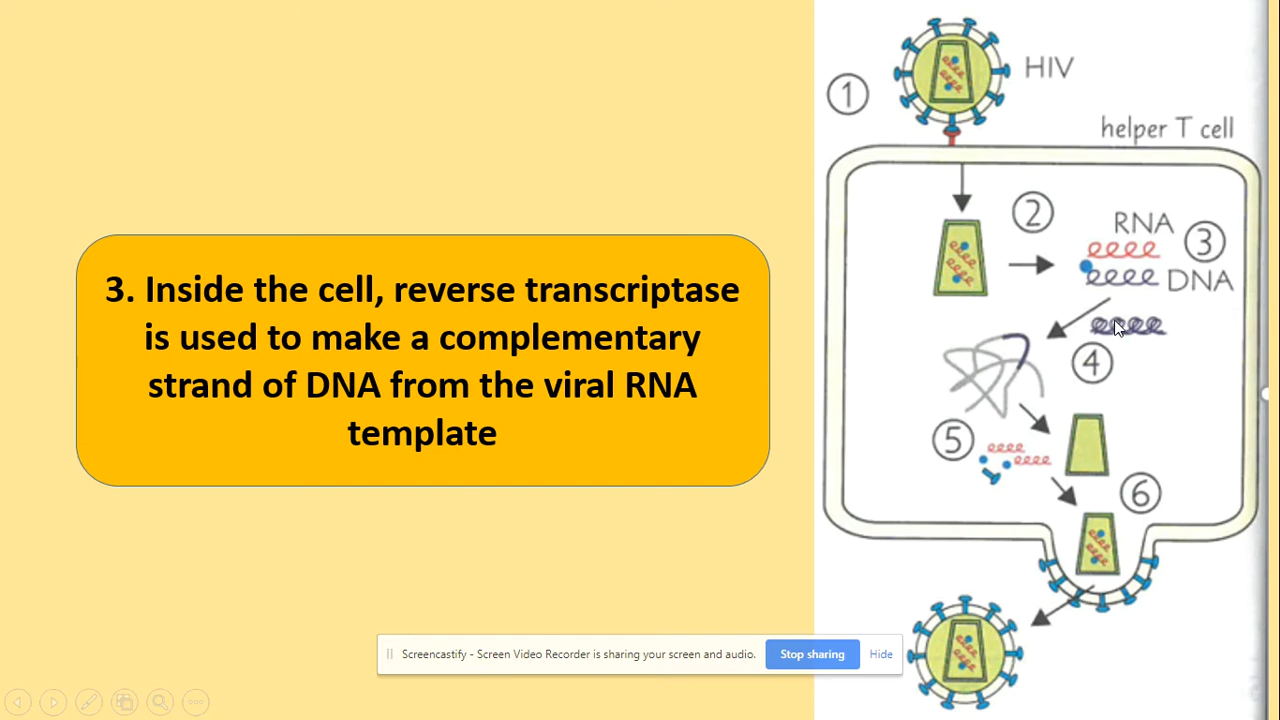 3. Inside the cell, reverse transcriptase
is used to make a complementary
strand of DNA from the viral RNA
template
1
HIV
helper T cell
2
RNA
3
DNA
4
5
6
Screencastify - Screen Video Recorder is sharing your screen and audio.
Stop sharing
Hide